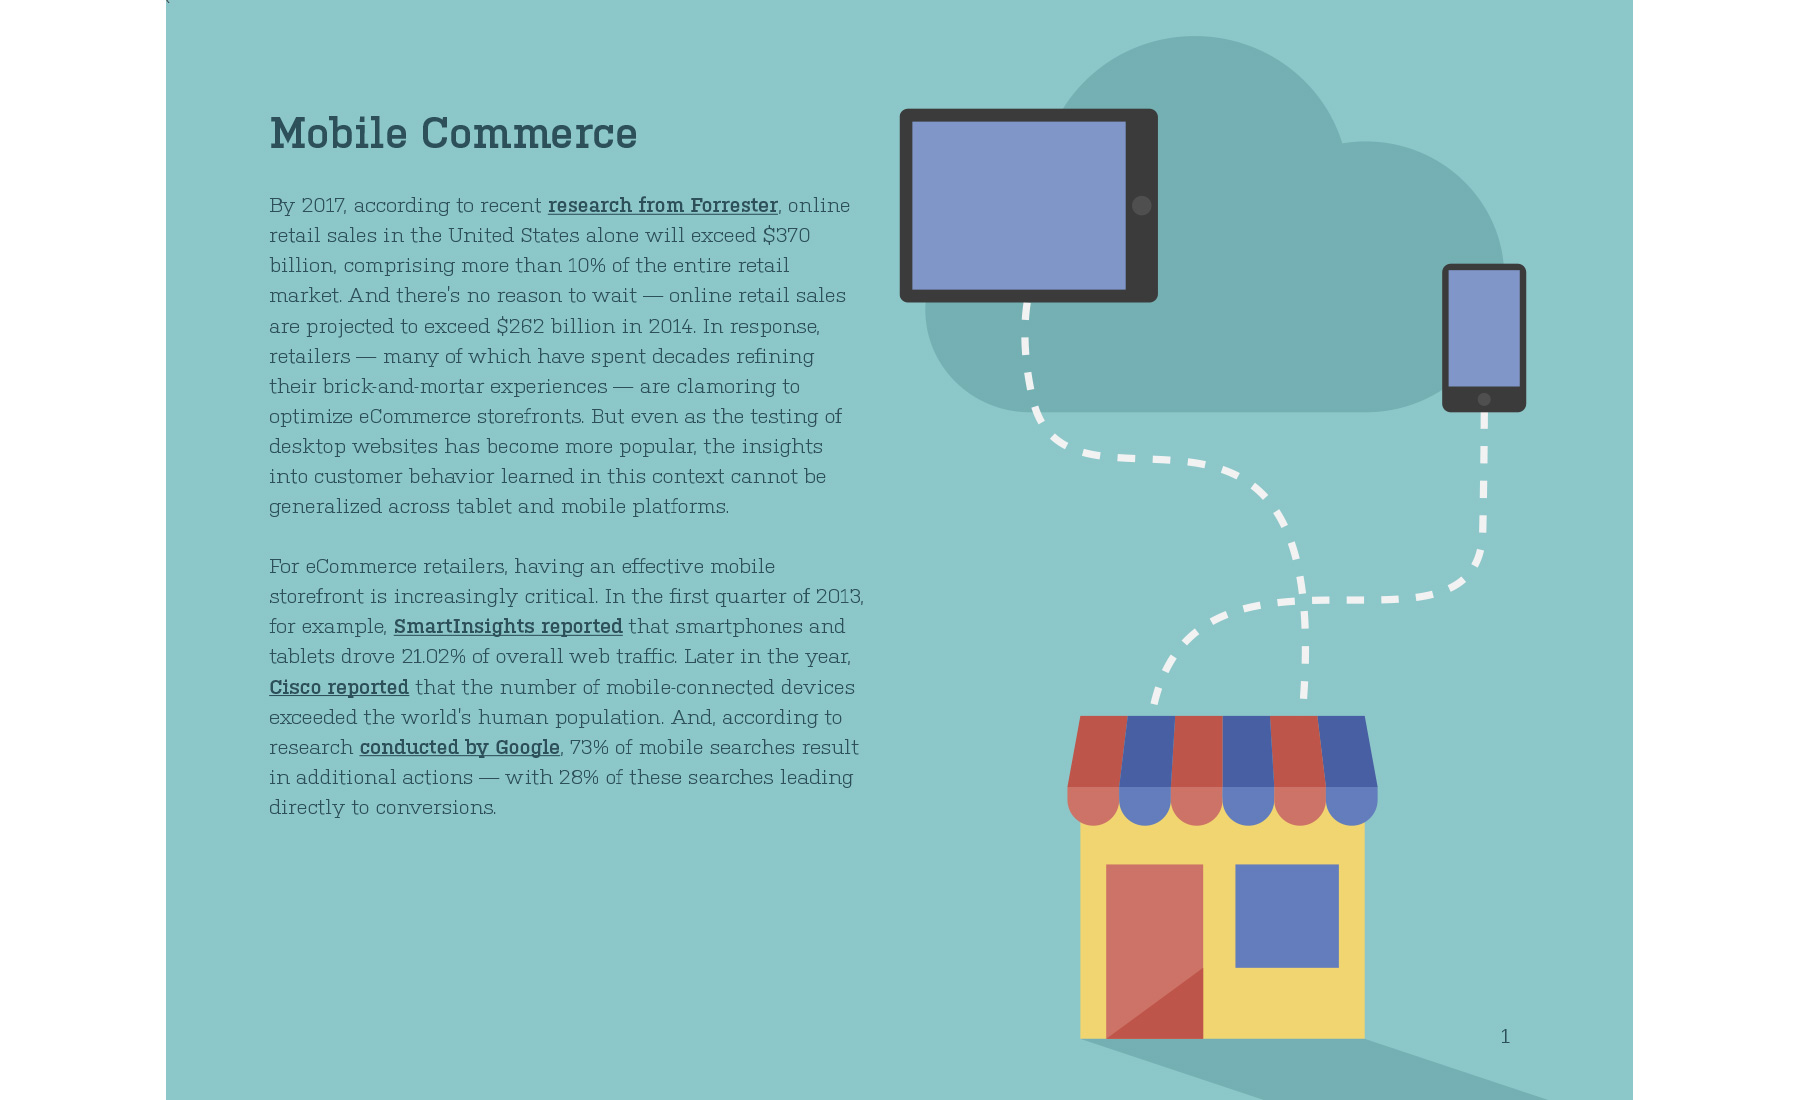 Mobile Commerce
By 2017, according to recent research from Forrester, online
retail sales in the United States alone will exceed $370
billion, comprising more than 10% of the entire retail
market. And there's no reason to wait — online retail sales
are projected to exceed $262 billion in 2014. In response,
retailers — many of which have spent decades refining
their brick-and-mortar experiences — are clamoring to
optimize eCommerce storefronts. But even as the testing of
desktop websites has become more popular, the insights
into customer behavior learned in this context cannot be
generalized across tablet and mobile platforms.
For eCommerce retailers, having an effective mobile
storefront is increasingly critical. In the first quarter of 2013,
for example, SmartInsights reported that smartphones and
tablets drove 21.02% of overall web traffic. Later in the year,
Cisco reported that the number of mobile-connected devices
exceeded the world's human population. And, according to
research conducted by Google, 73% of mobile searches result
in additional actions — with 28% of these searches leading
directly to conversions.
1